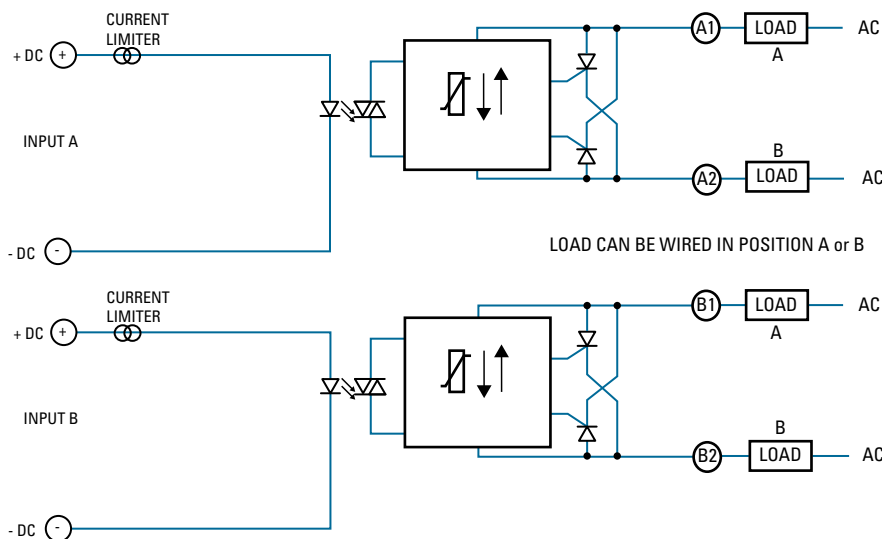 CURRENT
LIMITER
+ DC +
A1 LOAD AC
A
INPUT A
B
A2 LOAD AC
- DC -
LOAD CAN BE WIRED IN POSITION A or B
CURRENT
LIMITER
+ DC +
B1 LOAD AC
A
INPUT B
B
B2 LOAD AC
- DC -